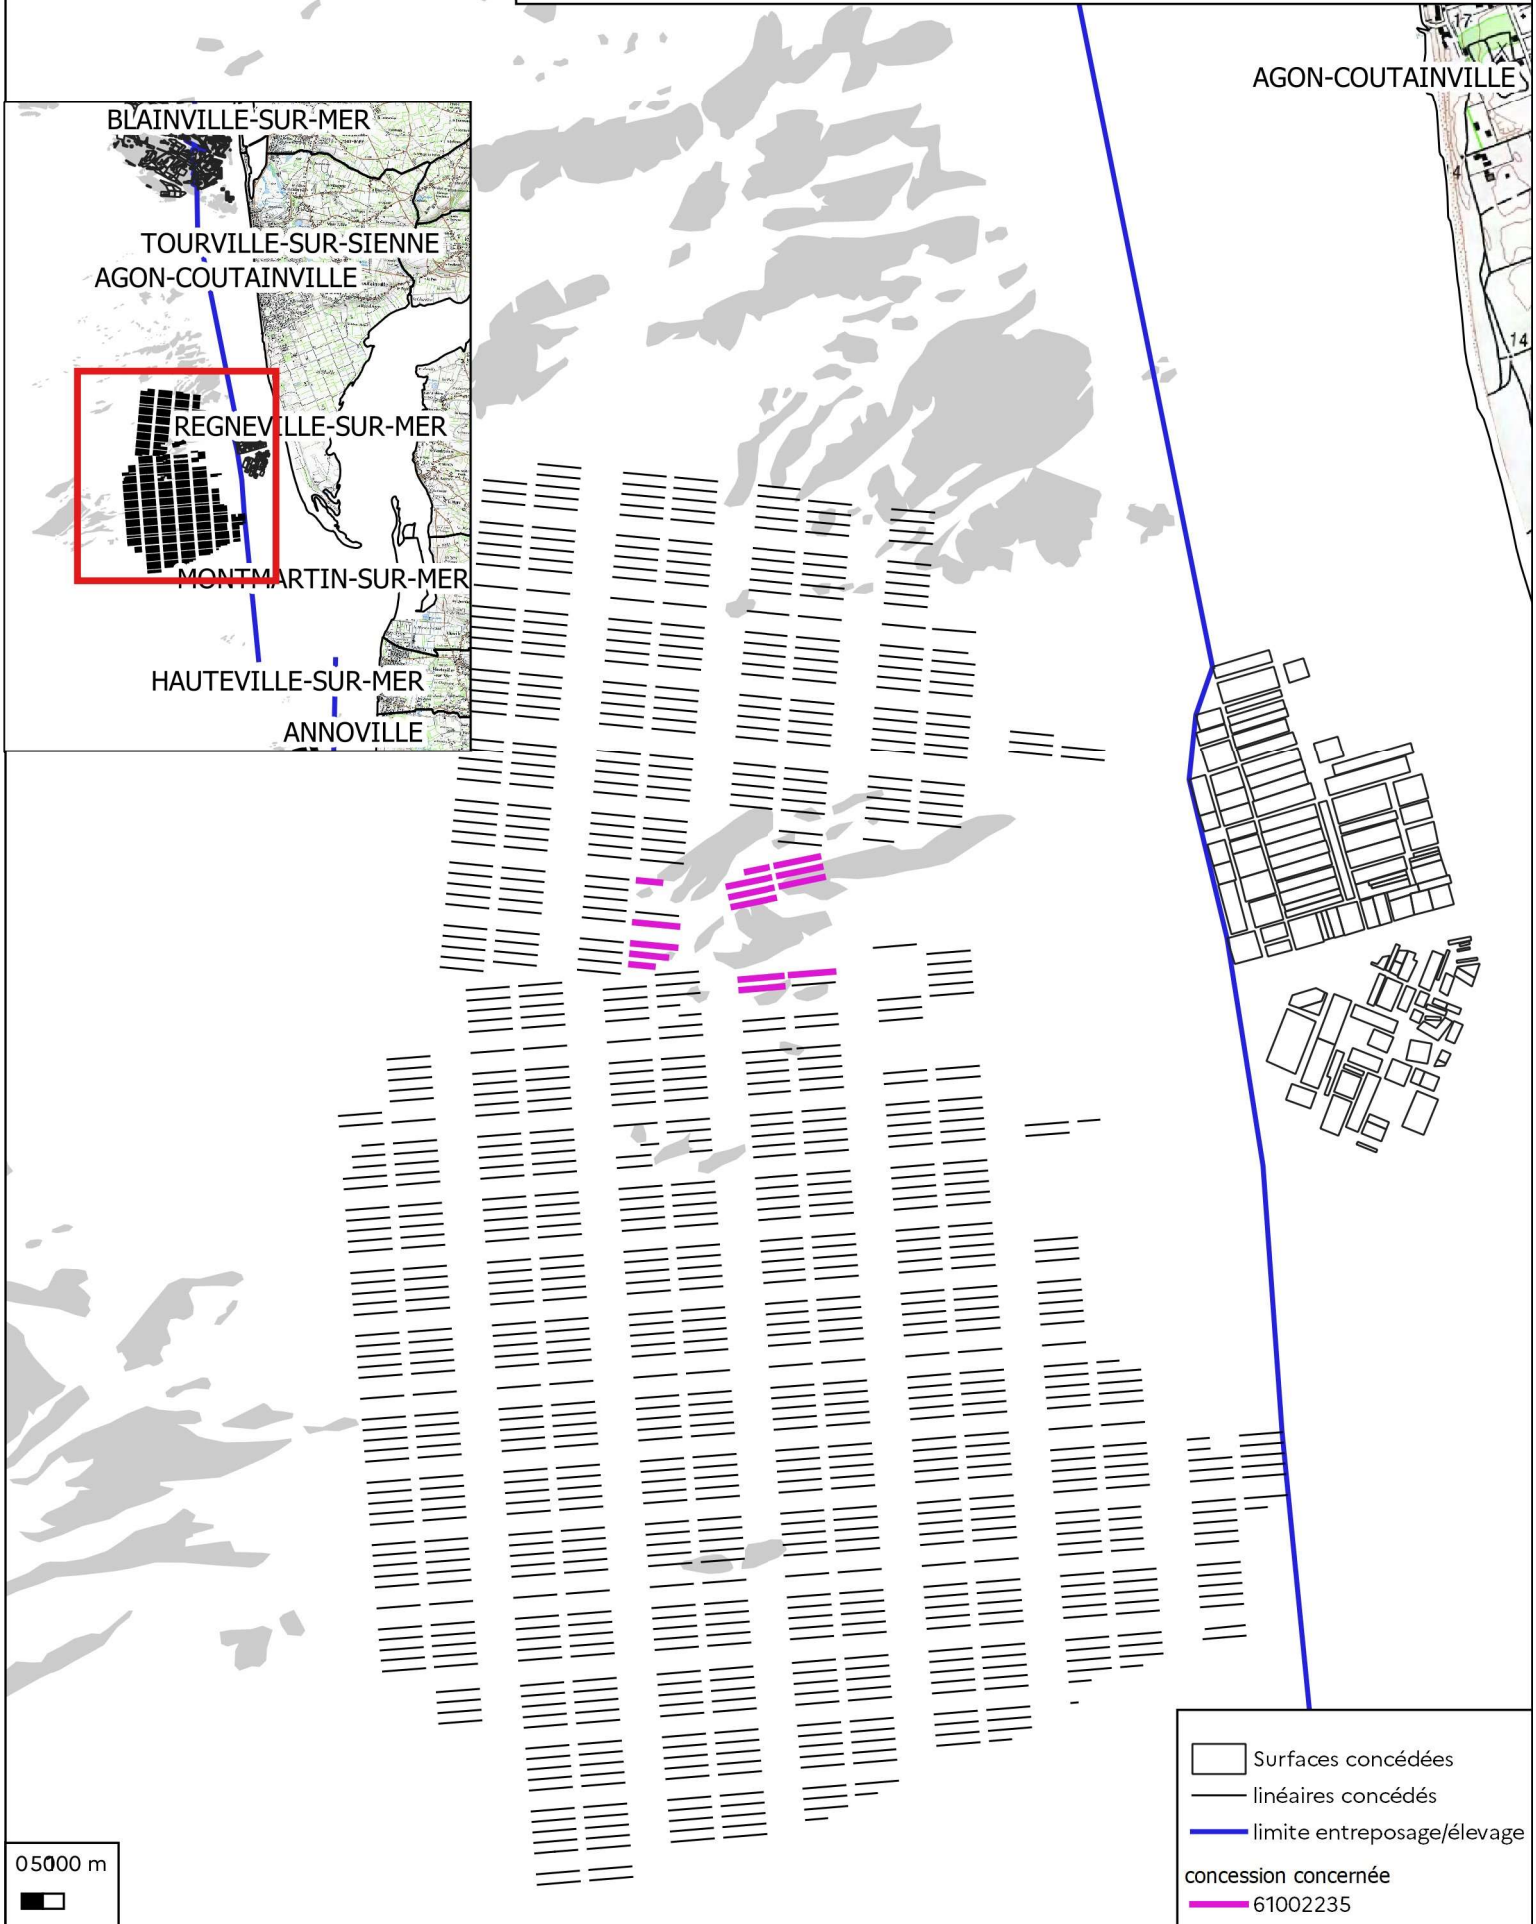 17
AGON-COUTAINVILLE
4
14
BLAINVILLE-SUR-MER
TOURVILLE-SUR-SIENNE
AGON-COUTAINVILLE
REGNEVILLE-SUR-MER
MONTMARTIN-SUR-MER
HAUTEVILLE-SUR-MER
ANNOVILLE
Surfaces concédées
linéaires concédés
limite entreposage/élevage
concession concernée
61002235